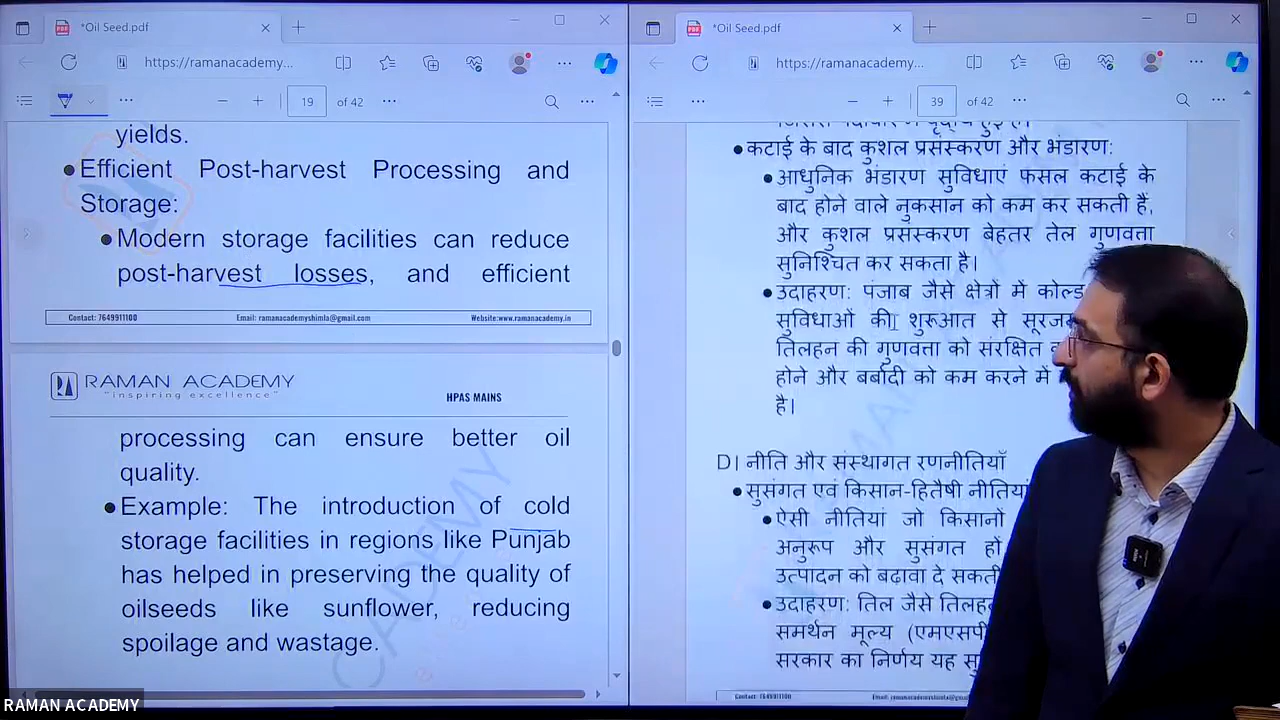 *Oil Seed.pdf
https://ramanacademy...
19 of 42
yields.
Efficient Post-harvest Processing and
Storage:
Modern storage facilities can reduce
post-harvest losses, and efficient
Contact: 7649911100 Email: ramanacademyshimla@gmail.com Website:www.ramanacademy.in
RAMAN ACADEMY
"inspiring excellence"
HPAS MAINS
processing can ensure better oil
quality.
Example: The introduction of cold
storage facilities in regions like Punjab
has helped in preserving the quality of
oilseeds like sunflower, reducing
spoilage and wastage.
RAMAN ACADEMY
*Oil Seed.pdf
https://ramanacademy...
39 of 42
कटाई के बाद कुशल प्रसंस्करण और भंडारण:
आधुनिक भंडारण सुविधाएं फसल कटाई के
बाद होने वाले नुकसान को कम कर सकती हैं,
और कुशल प्रसंस्करण बेहतर तेल गुणवत्ता
सुनिश्चित कर सकता है।
उदाहरण: पंजाब जैसे क्षेत्रों में कोल्ड
सुविधाओं की शुरूआत से
तिलहन की गुणवत्ता को संरक्षित
होने और बर्बादी को कम करने में
है।
D। नीति और संस्थागत रणनीतियाँ
सुसंगत एवं किसान-हितैषी नीतियां
ऐसी नीतियां जो किसानों
अनुरूप और सुसंगत हों
उत्पादन को बढ़ावा दे सकती
उदाहरण: तिल जैसे
समर्थन मूल्य (एमएसपी
सरकार का निर्णय यह
Contact: 7649911100